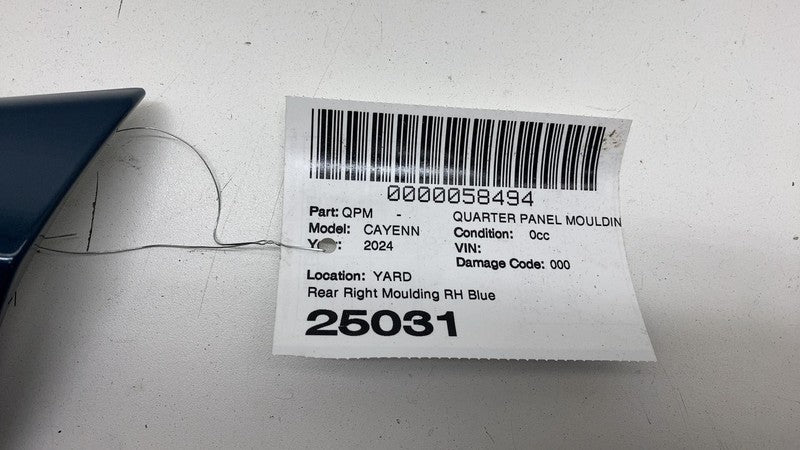 0000058494
Part: QPM - QUARTER PANEL MOULDIN
Model: CAYENN Condition: 0cc
2024 VIN:
Damage Code: 000
Location: YARD
Rear Right Moulding RH Blue
25031